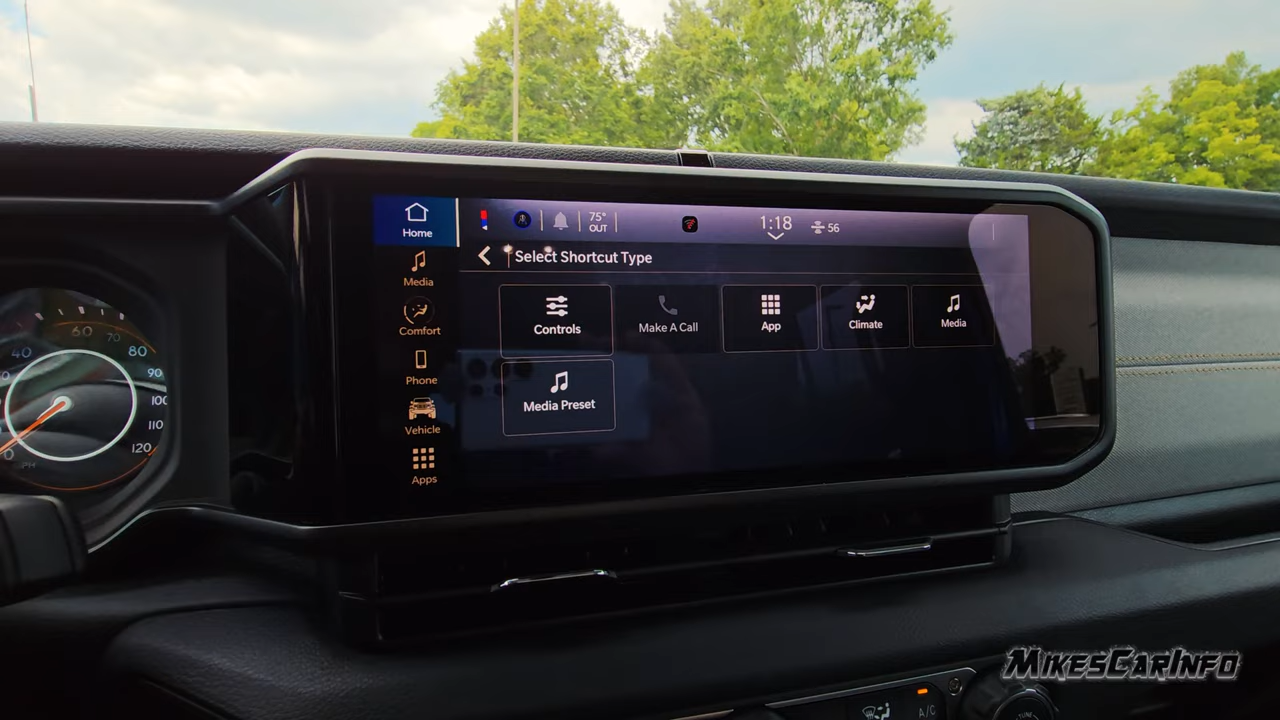 Home
75°
OUT
1:18
56
Select Shortcut Type
Media
Comfort
Phone
Vehicle
Apps
Controls
Make A Call
App
Climate
Media
Media Preset
40
60
70
80
90
100
110
120
A/C
MIKESCARINFO